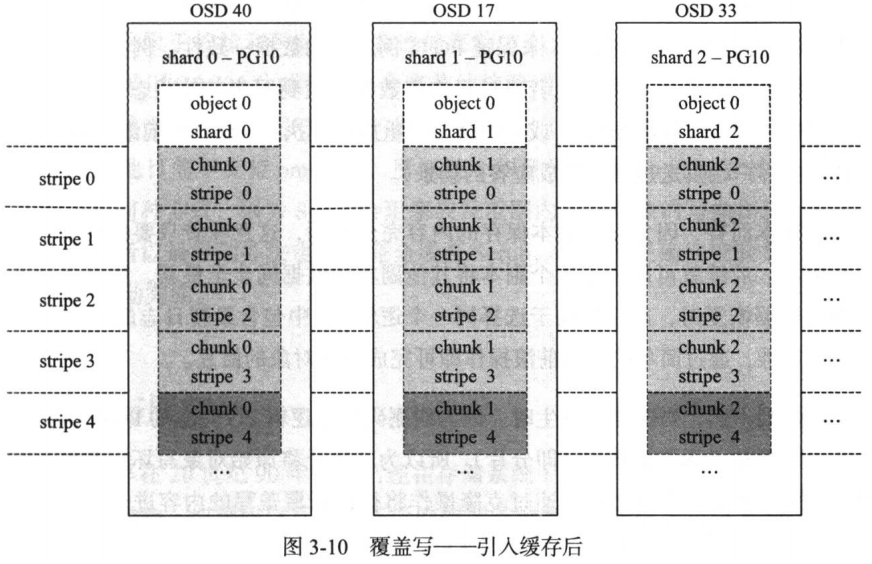 OSD 40 OSD 17 OSD 33
shard 0 – PG10 shard 1 – PG10 shard 2 – PG10
object 0 object 0 object 0
shard 0 shard 1 shard 2
chunk 0 chunk 1 chunk 2
stripe 0 ...
stripe 0 stripe 0 stripe 0
chunk 0 chunk 1 chunk 2
stripe 1 ...
stripe 1 stripe 1 stripe 1
chunk 0 chunk 1 chunk 2
stripe 2 ...
stripe 2 stripe 2 stripe 2
chunk 0 chunk 1 chunk 2
stripe 3 ...
stripe 3 stripe 3 stripe 3
chunk 0 chunk 1 chunk 2
stripe 4 ...
stripe 4 stripe 4 stripe 4
... ... ...
图 3-10 覆盖写——引入缓存后